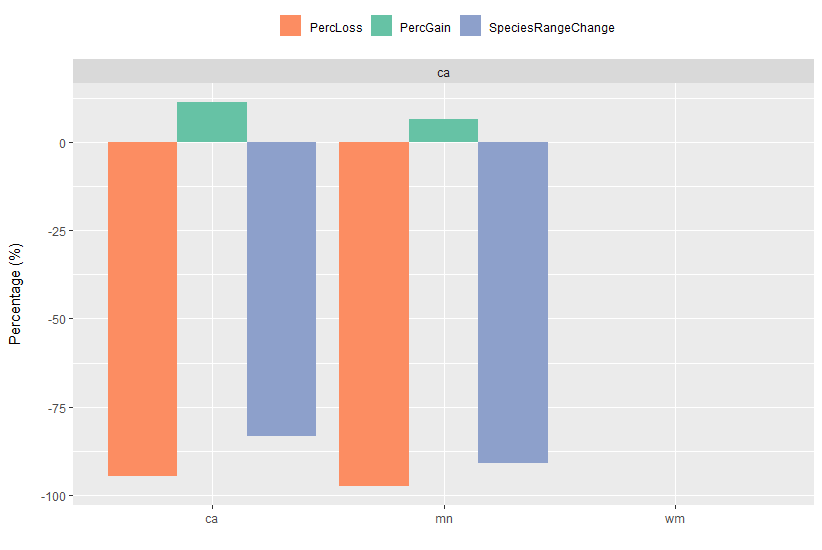 PercLoss PercGain SpeciesRangeChange
ca
0
-25
-50
-75
-100
Percentage (%)
ca mn wm